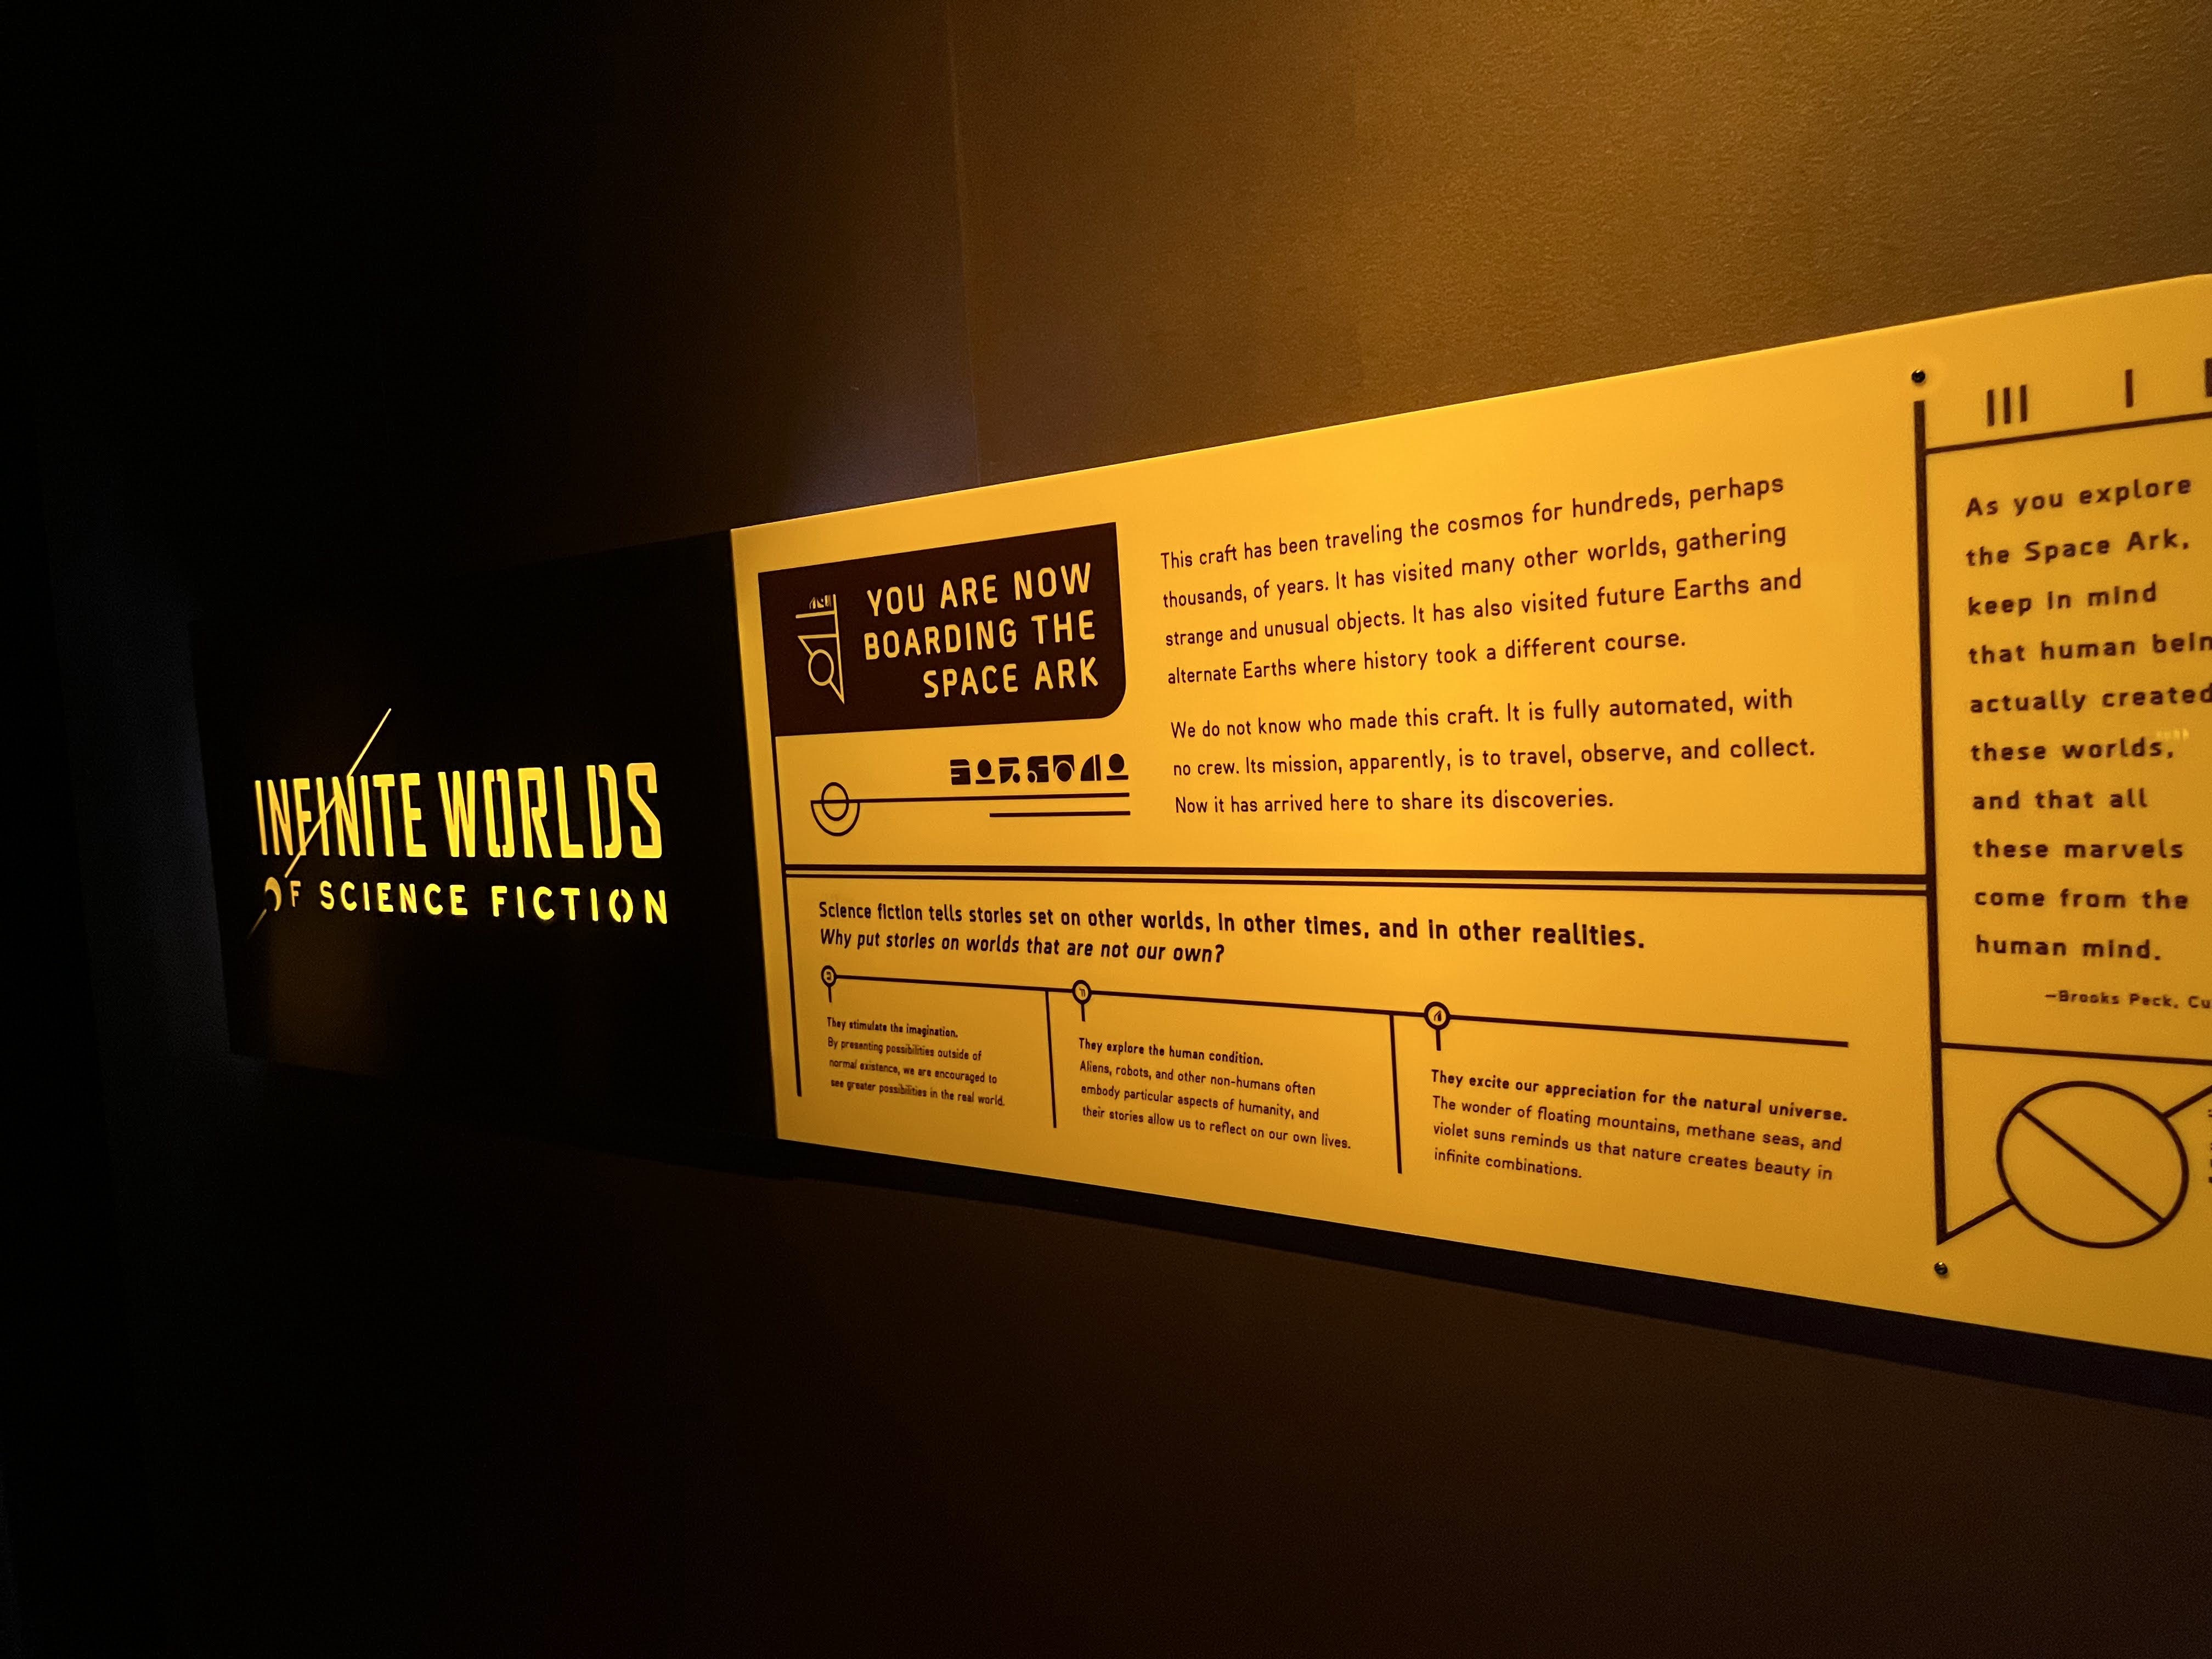 INFINITE WORLDS
OF SCIENCE FICTION
YOU ARE NOW
BOARDING THE
SPACE ARK
This craft has been traveling the cosmos for hundreds, perhaps
thousands, of years. It has visited many other worlds, gathering
strange and unusual objects. It has also visited future Earths and
alternate Earths where history took a different course.
We do not know who made this craft. It is fully automated, with
no crew. Its mission, apparently, is to travel, observe, and collect.
Now it has arrived here to share its discoveries.
Science fiction tells stories set on other worlds, in other times, and in other realities.
Why put stories on worlds that are not our own?
They stimulate the imagination.
By presenting possibilities outside of
normal existence, we are encouraged to
see greater possibilities in the real world.
They explore the human condition.
Aliens, robots, and other non-humans often
embody particular aspects of humanity, and
their stories allow us to reflect on our own lives.
They excite our appreciation for the natural universe.
The wonder of floating mountains, methane seas, and
violet suns reminds us that nature creates beauty in
infinite combinations.
As you explore
the Space Ark,
keep in mind
that human
actually created
these worlds,
and that all
these marvels
come from the
human mind.
—Brooks Peck,